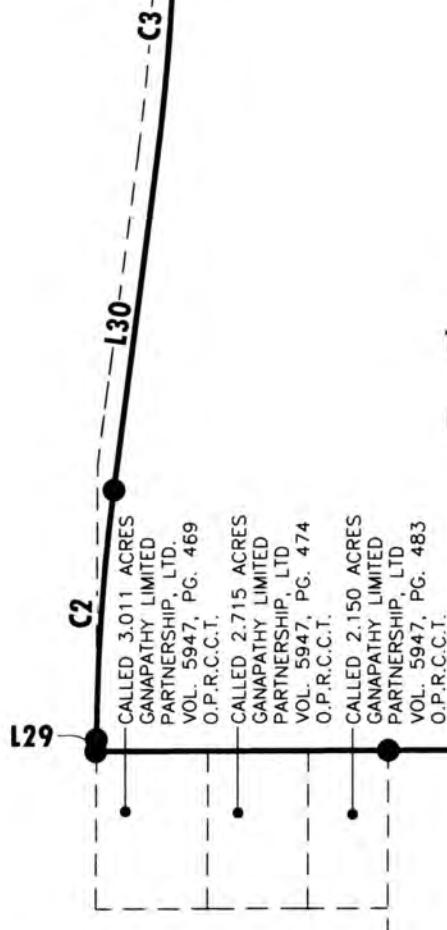 C3
L30
C2
L29
CALLED 3.011 ACRES
GANAPATHY LIMITED
PARTNERSHIP, LTD.
VOL. 5947, PG. 469
O.P.R.C.C.T.
CALLED 2.715 ACRES
GANAPATHY LIMITED
PARTNERSHIP, LTD
VOL. 5947, PG. 474
O.P.R.C.C.T.
CALLED 2.150 ACRES
GANAPATHY LIMITED
PARTNERSHIP, LTD
VOL. 5947, PG. 483
O.P.R.C.C.T.